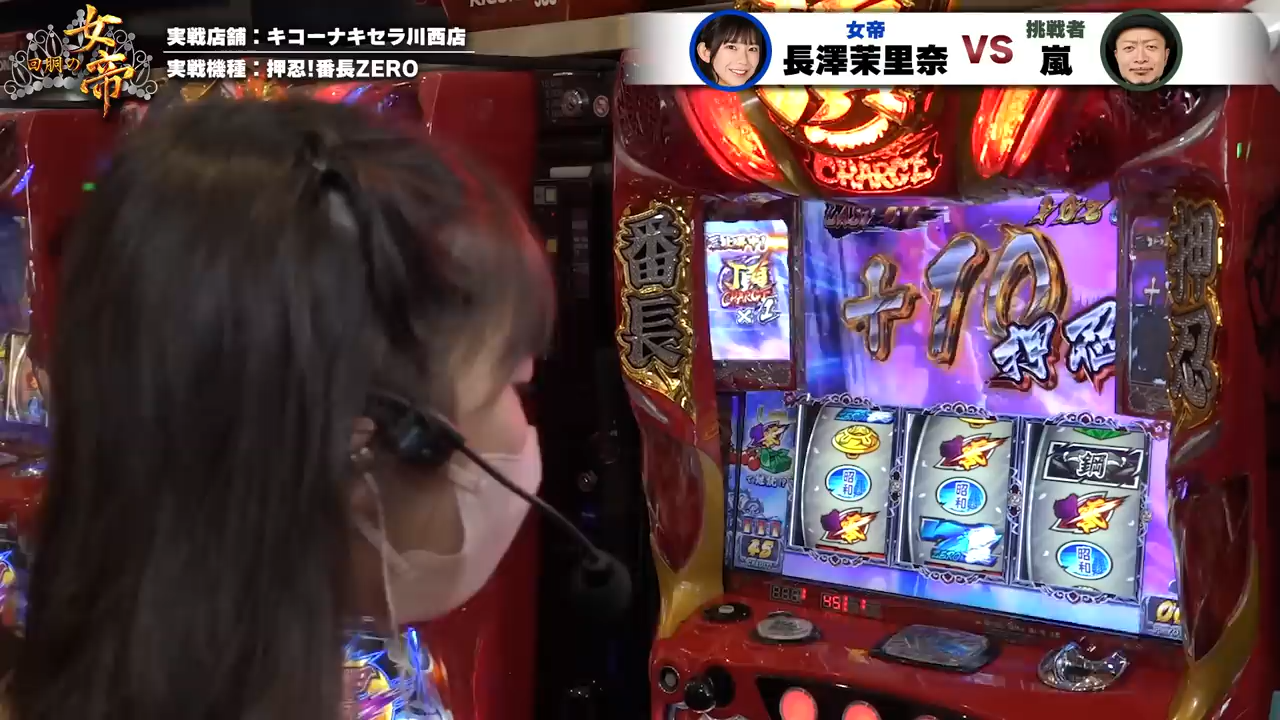 回胴の女帝
実戦店舗：キコーナキセラ川西店
実戦機種：押忍!番長ZERO
女帝
長澤茉里奈
VS
挑戦者
嵐
CHARGE
番長
押忍
頂
CHARGE
×1
+10
押忍
鋼
昭和
昭和
昭和
45
451